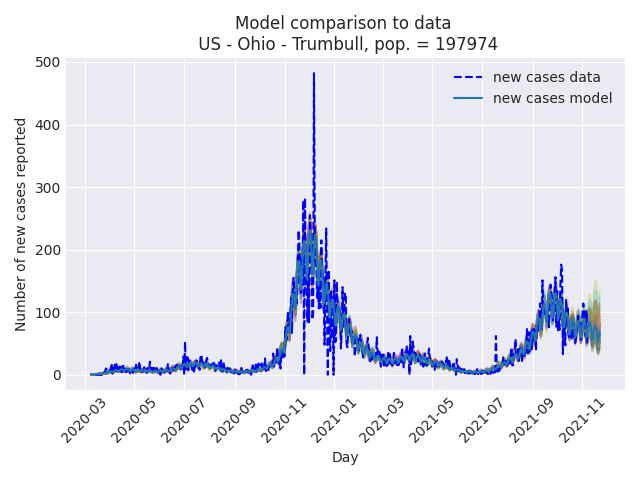 Model comparison to data
US - Ohio - Trumbull, pop. = 197974
new cases data
new cases model
Number of new cases reported
500
400
300
200
100
0
2020-03
2020-05
2020-07
2020-09
2020-11
2021-01
2021-03
2021-05
2021-07
2021-09
2021-11
Day